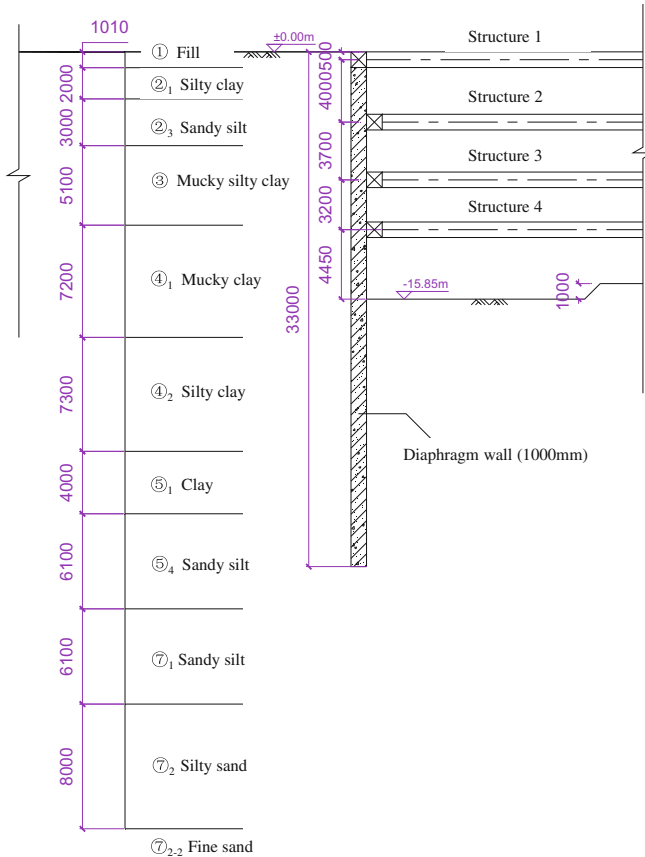 1010
① Fill
2000
②₁ Silty clay
3000
②₃ Sandy silt
5100
③ Mucky silty clay
7200
④₁ Mucky clay
7300
④₂ Silty clay
4000
⑤₁ Clay
6100
⑤₄ Sandy silt
6100
⑦₁ Sandy silt
8000
⑦₂ Silty sand
⑦₂₋₂ Fine sand
±0.00m
500
4000
3700
3200
4450
33000
Structure 1
Structure 2
Structure 3
Structure 4
-15.85m
1000
Diaphragm wall (1000mm)